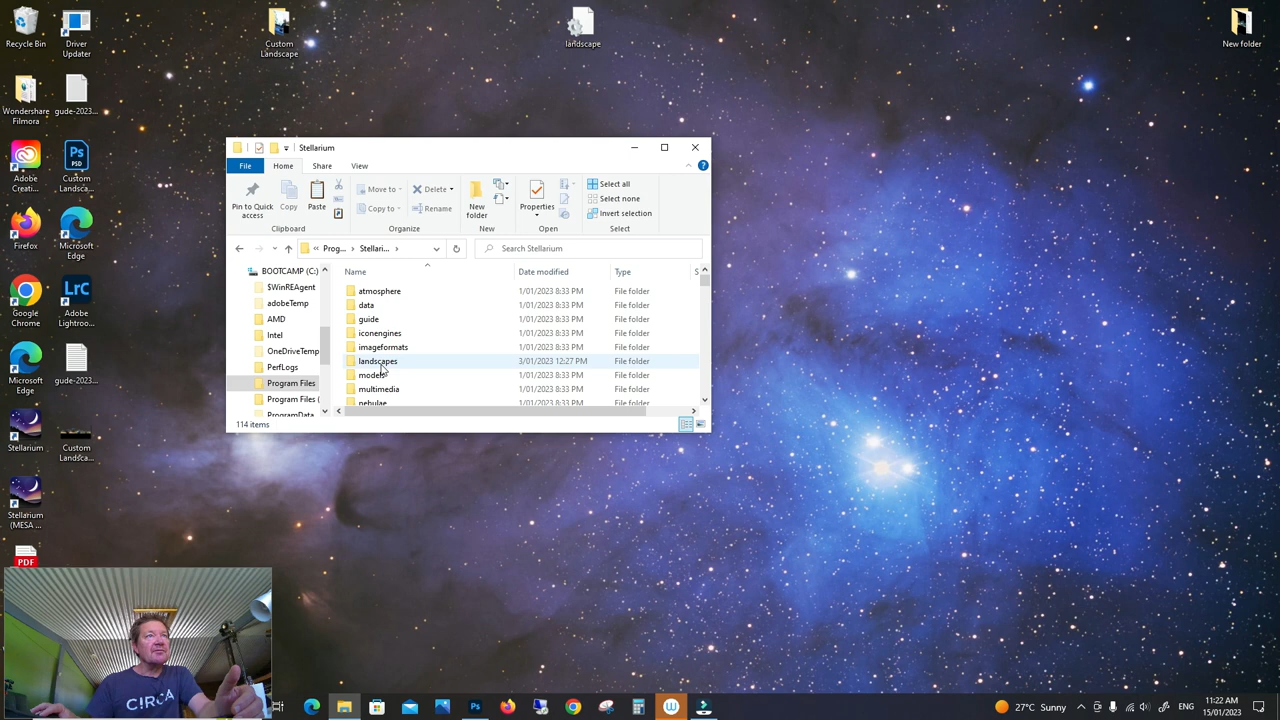 Recycle Bin
Driver
Updater
Custom
Landscape
landscape
New folder
Wondershare
Filmora
gude-2023...
Adobe
Creati...
Custom
Landsca...
Firefox
Microsoft
Edge
Google
Chrome
Adobe
Lightroo...
Microsoft
Edge
gude-2023...
Stellarium
Custom
Landsca...
Stellarium
(MESA ...
PDF
Stellarium
File
Home
Share
View
Pin to Quick
access
Copy
Paste
Clipboard
Move to
Copy to
Delete
Rename
Organize
New
folder
New
Properties
Open
Select all
Select none
Invert selection
Select
« Prog... › Stellari... ›
Search Stellarium
BOOTCAMP (C:)
$WinREAgent
adobeTemp
AMD
Intel
OneDriveTemp
PerfLogs
Program Files
Program Files (
ProgramData
Name Date modified Type S
atmosphere 1/01/2023 8:33 PM File folder
data 1/01/2023 8:33 PM File folder
guide 1/01/2023 8:33 PM File folder
iconengines 1/01/2023 8:33 PM File folder
imageformats 1/01/2023 8:33 PM File folder
landscapes 3/01/2023 12:27 PM File folder
models 1/01/2023 8:33 PM File folder
multimedia 1/01/2023 8:33 PM File folder
nebulae 1/01/2023 8:33 PM File folder
114 items
C!RCA
27°C Sunny
11:22 AM
15/01/2023